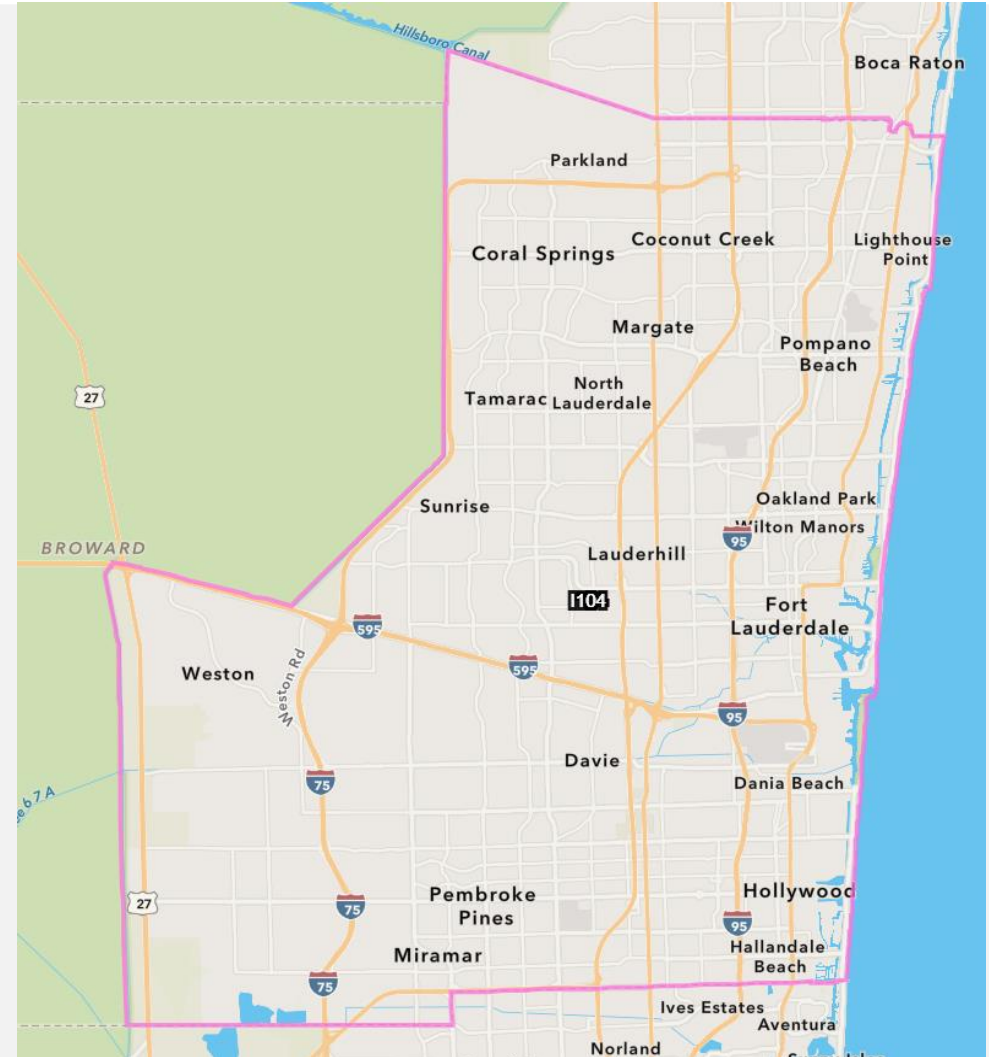 Hillsboro Canal
Boca Raton
Parkland
Coral Springs
Coconut Creek
Lighthouse
Point
Margate
Pompano
Beach
27
Tamarac
North
Lauderdale
Sunrise
Oakland Park
Wilton Manors
95
BROWARD
Lauderhill
I104
Fort
Lauderdale
595
595
Weston
Weston Rd
95
Davie
Dania Beach
75
e 67 A
27
75
Pembroke
Pines
Hollywood
95
Miramar
Hallandale
Beach
75
Ives Estates
Aventura
Norland